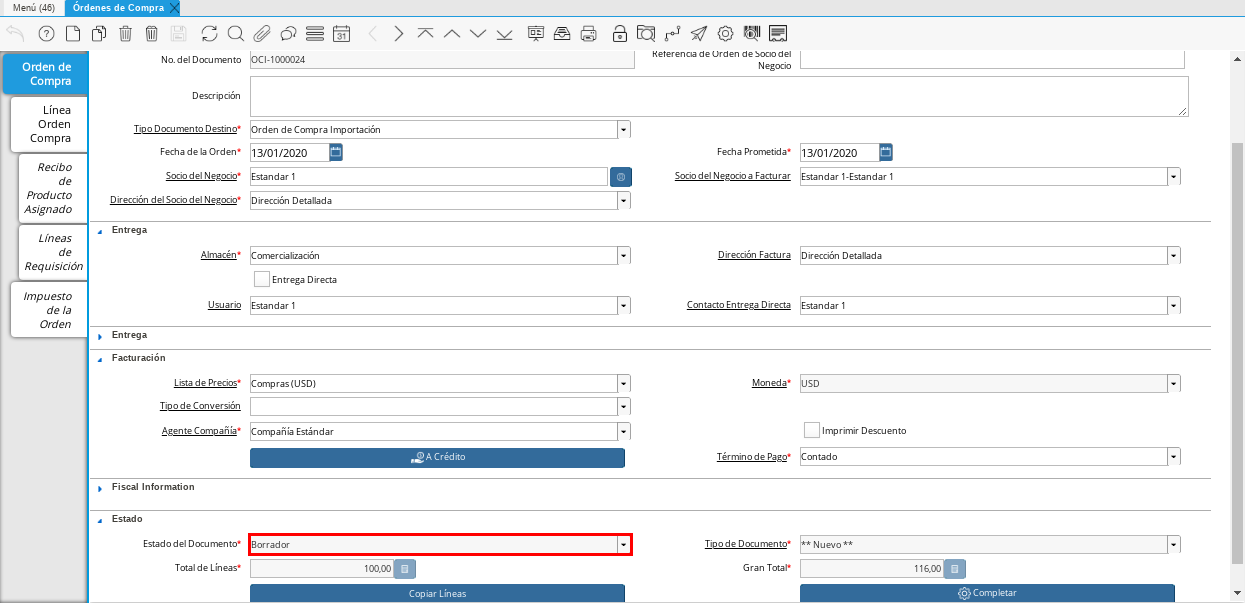 Menú (46)
Órdenes de Compra
31
Orden de
Compra
Línea
Orden
Compra
Recibo
de
Producto
Asignado
Líneas
de
Requisición
Impuesto
de la
Orden
No. del Documento OCI-1000024
Referencia de Orden de Socio del
Negocio
Descripción
Tipo Documento Destino* Orden de Compra Importación
Fecha de la Orden* 13/01/2020 Fecha Prometida* 13/01/2020
Socio del Negocio* Estandar 1 Socio del Negocio a Facturar Estandar 1-Estandar 1
Dirección del Socio del Negocio* Dirección Detallada
Entrega
Almacén* Comercialización Dirección Factura Dirección Detallada
Entrega Directa
Usuario Estandar 1 Contacto Entrega Directa Estandar 1
Entrega
Facturación
Lista de Precios* Compras (USD) Moneda* USD
Tipo de Conversión
Agente Compañía* Compañía Estándar Imprimir Descuento
A Crédito Término de Pago* Contado
Fiscal Information
Estado
Estado del Documento* Borrador Tipo de Documento* ** Nuevo **
Total de Líneas* 100,00 Gran Total* 116,00
Copiar Líneas Completar